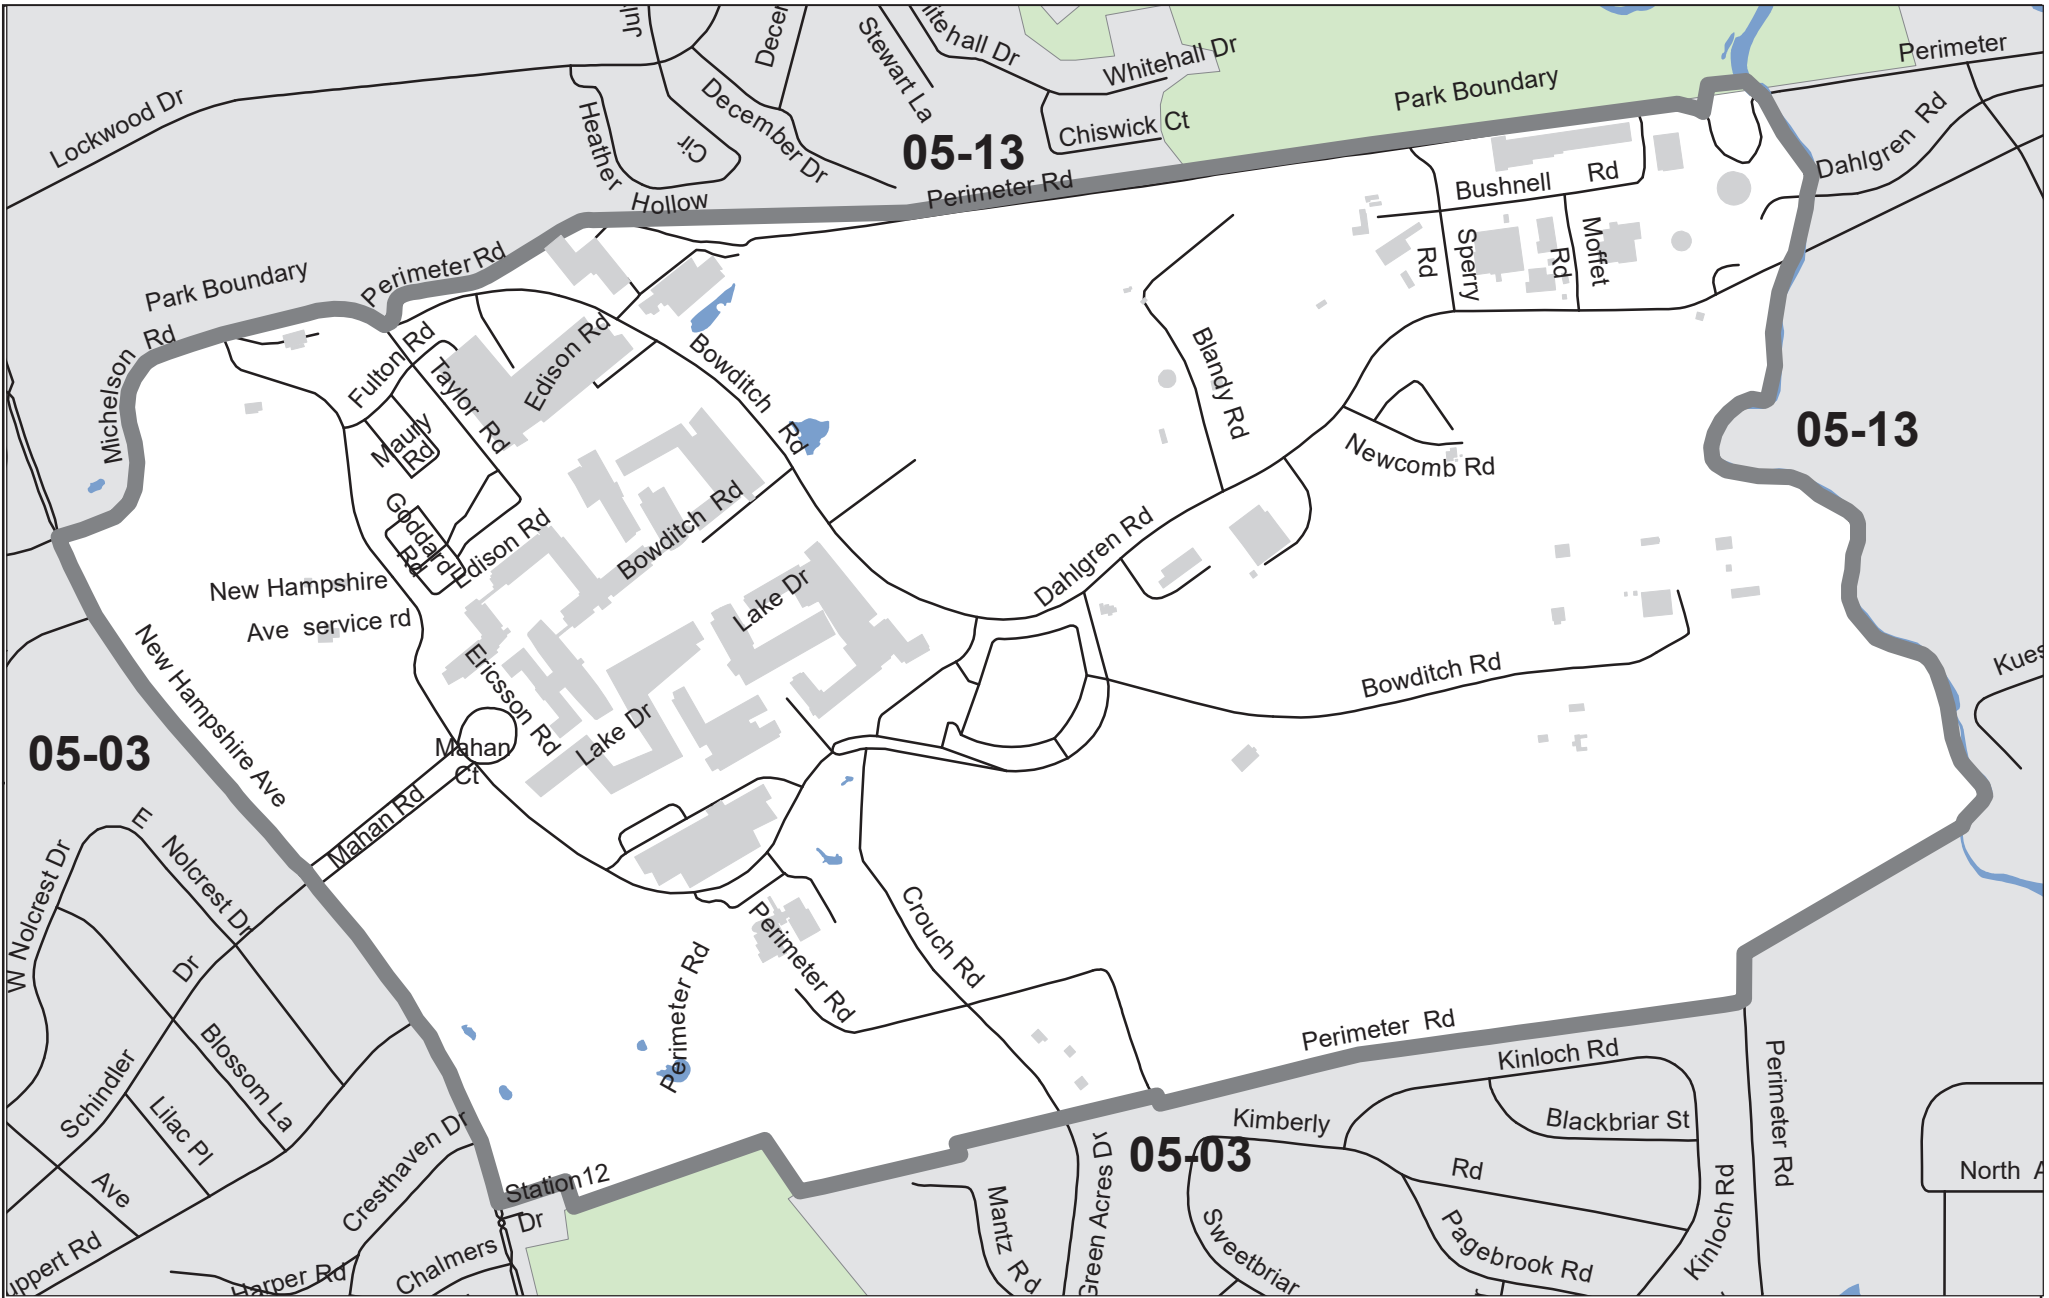 Lockwood Dr
Heather
Hollow
Cir
December Dr
Stewart La
Whitehall Dr
Chiswick Ct
05-13
Park Boundary
Perimeter
Dahlgren Rd
Perimeter Rd
Bushnell Rd
Sperry
Rd
Moffet
Rd
Park Boundary
Perimeter Rd
Michelson
Rd
Fulton Rd
Taylor Rd
Edison Rd
Bowditch Rd
Maury
Rd
Goddard
Rd
Edison Rd
Bowditch Rd
Blandy Rd
Newcomb Rd
05-13
New Hampshire
Ave service rd
New Hampshire Ave
Ericsson Rd
Lake Dr
Lake Dr
Dahlgren Rd
Bowditch Rd
05-03
Mahan
Ct
Mahan Rd
E
Nolcrest Dr
W Nolcrest Dr
Schindler
Dr
Blossom La
Lilac Pl
Ave
Perimeter Rd
Perimeter Rd
Crouch Rd
Perimeter Rd
Cresthaven Dr
Station12
Dr
Chalmers
Harper Rd
05-03
Mantz Rd
Green Acres Dr
Kimberly
Rd
Kinloch Rd
Blackbriar St
Kinloch Rd
Pagebrook Rd
Sweetbriar
Perimeter Rd
North